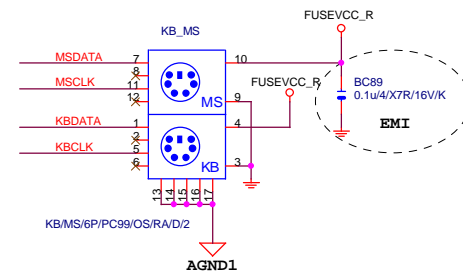 FUSEVCC_R
KB_MS
MSDATA 7 10
8 FUSEVCC_R BC89
MSCLK 11 0.1u/4/X7R/16V/K
12 MS 9
EMI
KBDATA 1 4
2
KBCLK 5
6 KB 3
13 14 15 16 17
KB/MS/6P/PC99/OS/RA/D/2
AGND1